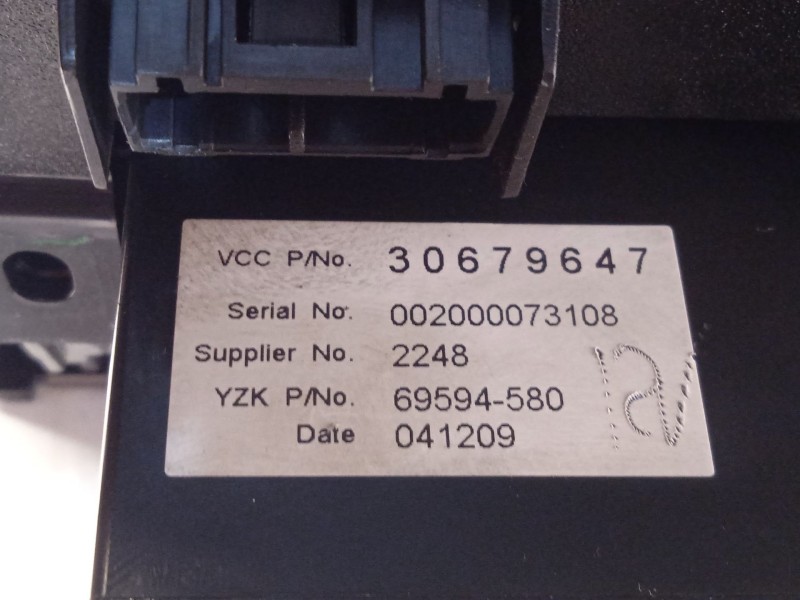 VCC P/No. 30679647
Serial No. 002000073108
Supplier No. 2248
YZK P/No. 69594-580
Date 041209